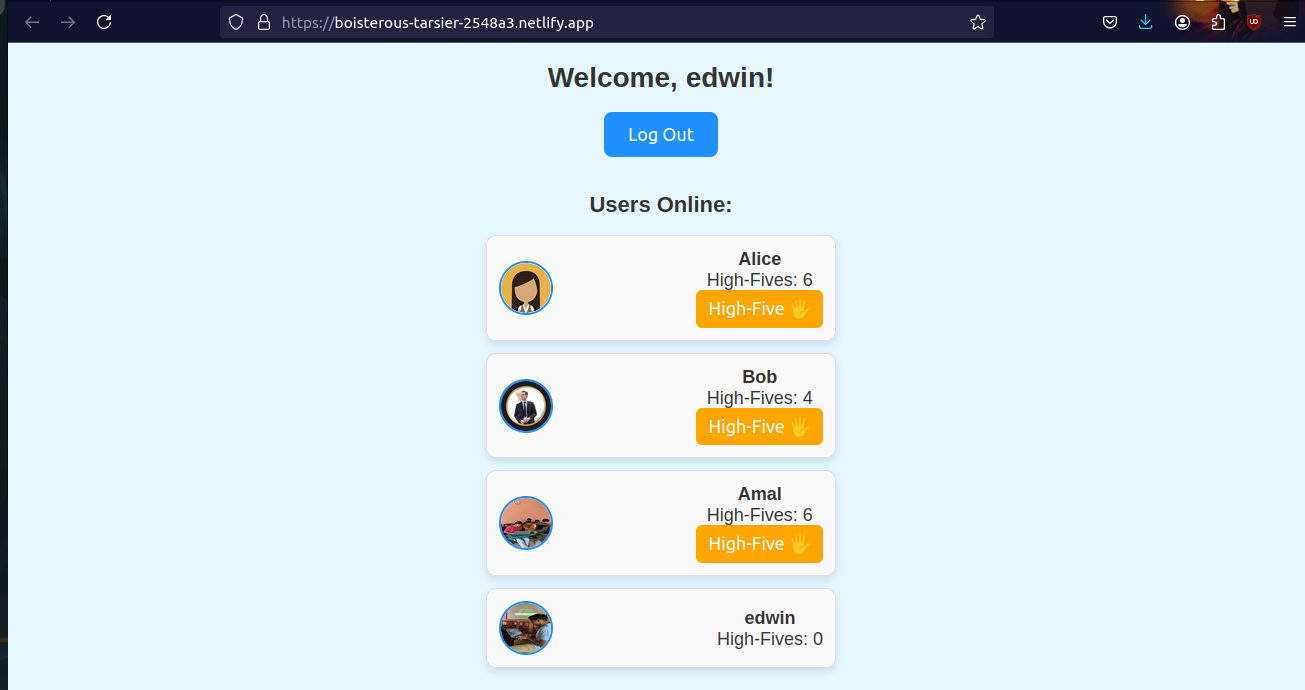 https://boisterous-tarsier-2548a3.netlify.app
Welcome, edwin!
Log Out
Users Online:
Alice
High-Fives: 6
High-Five 🖐
Bob
High-Fives: 4
High-Five 🖐
Amal
High-Fives: 6
High-Five 🖐
edwin
High-Fives: 0